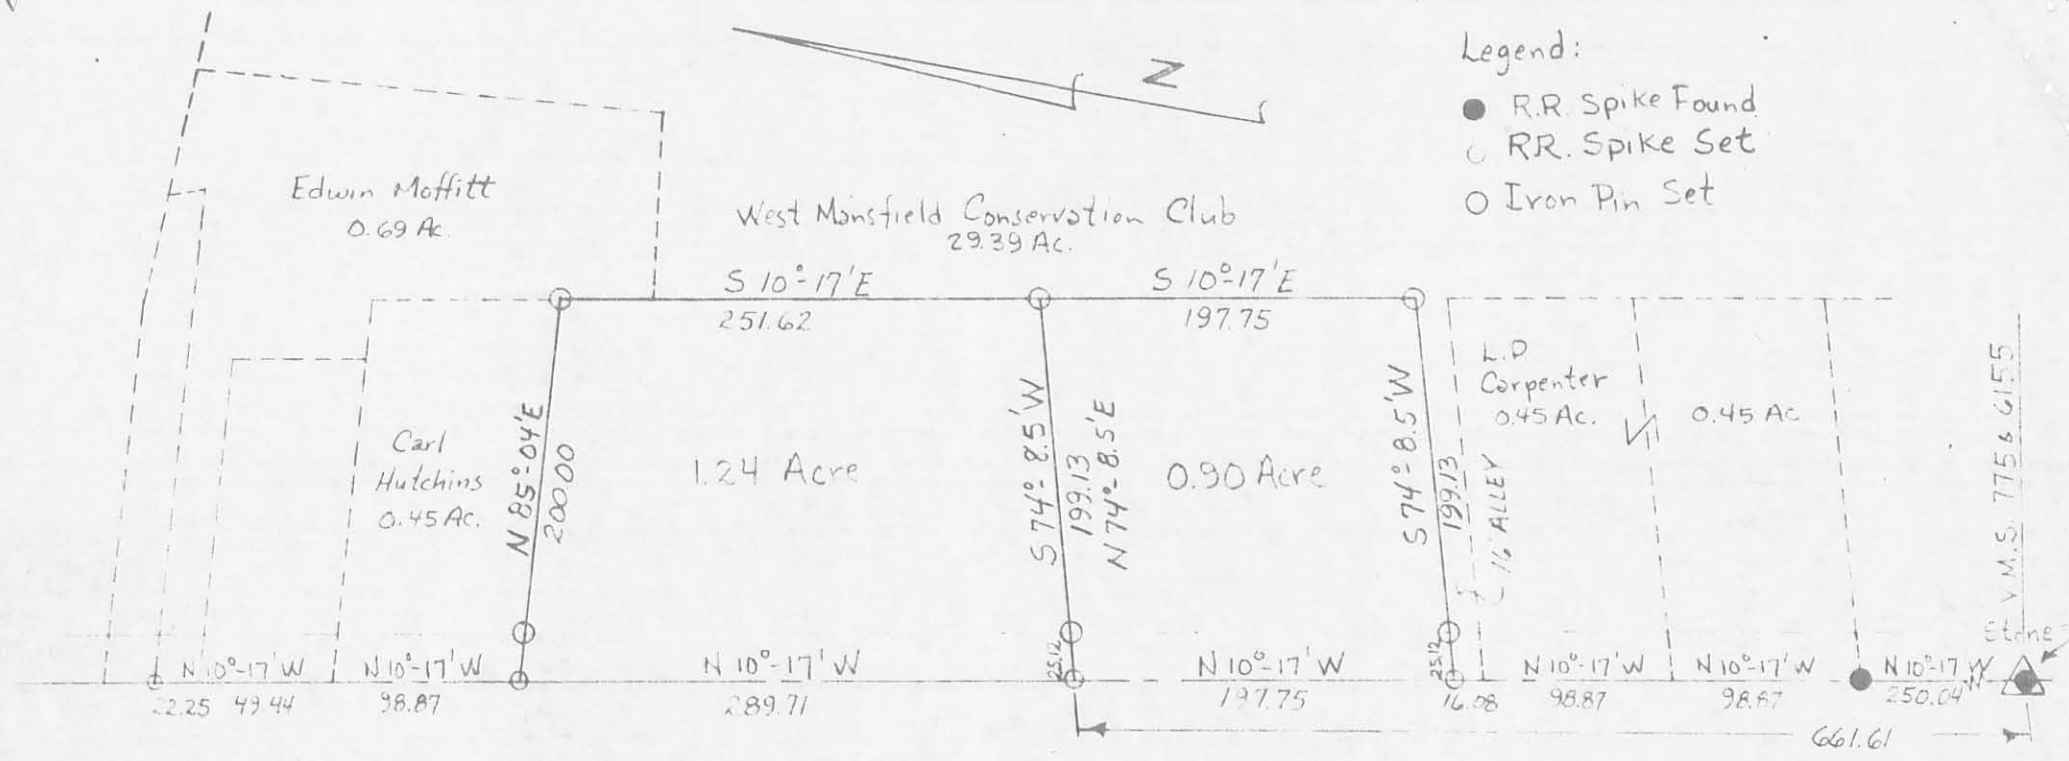 N
Legend:
R.R. Spike Found
RR. Spike Set
Iron Pin Set
Edwin Moffitt
0.69 Ac.
West Mansfield Conservation Club
29.39 Ac.
S 10°-17'E
251.62
S 10°-17'E
197.75
Carl
Hutchins
0.45 Ac.
N 85°-04'E
200.00
1.24 Acre
S 74°-8.5'W
199.13
N 74°-8.5'E
0.90 Acre
S 74°-8.5'W
199.13
16' ALLEY
L.D
Carpenter
0.45 Ac.
0.45 Ac
V.M.S. 7756 6155
Stone
N 10°-17'W
22.25 49.44
N 10°-17'W
98.87
N 10°-17'W
289.71
25.12
N 10°-17'W
197.75
25.12
16.08
N 10°-17'W
98.87
N 10°-17'W
98.87
N 10°-17'W
250.04
661.61